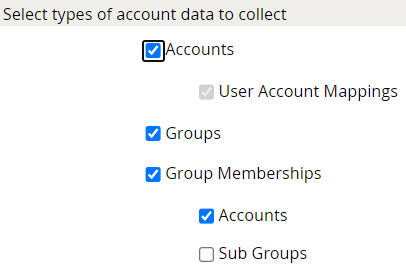 Select types of account data to collect
Accounts
User Account Mappings
Groups
Group Memberships
Accounts
Sub Groups